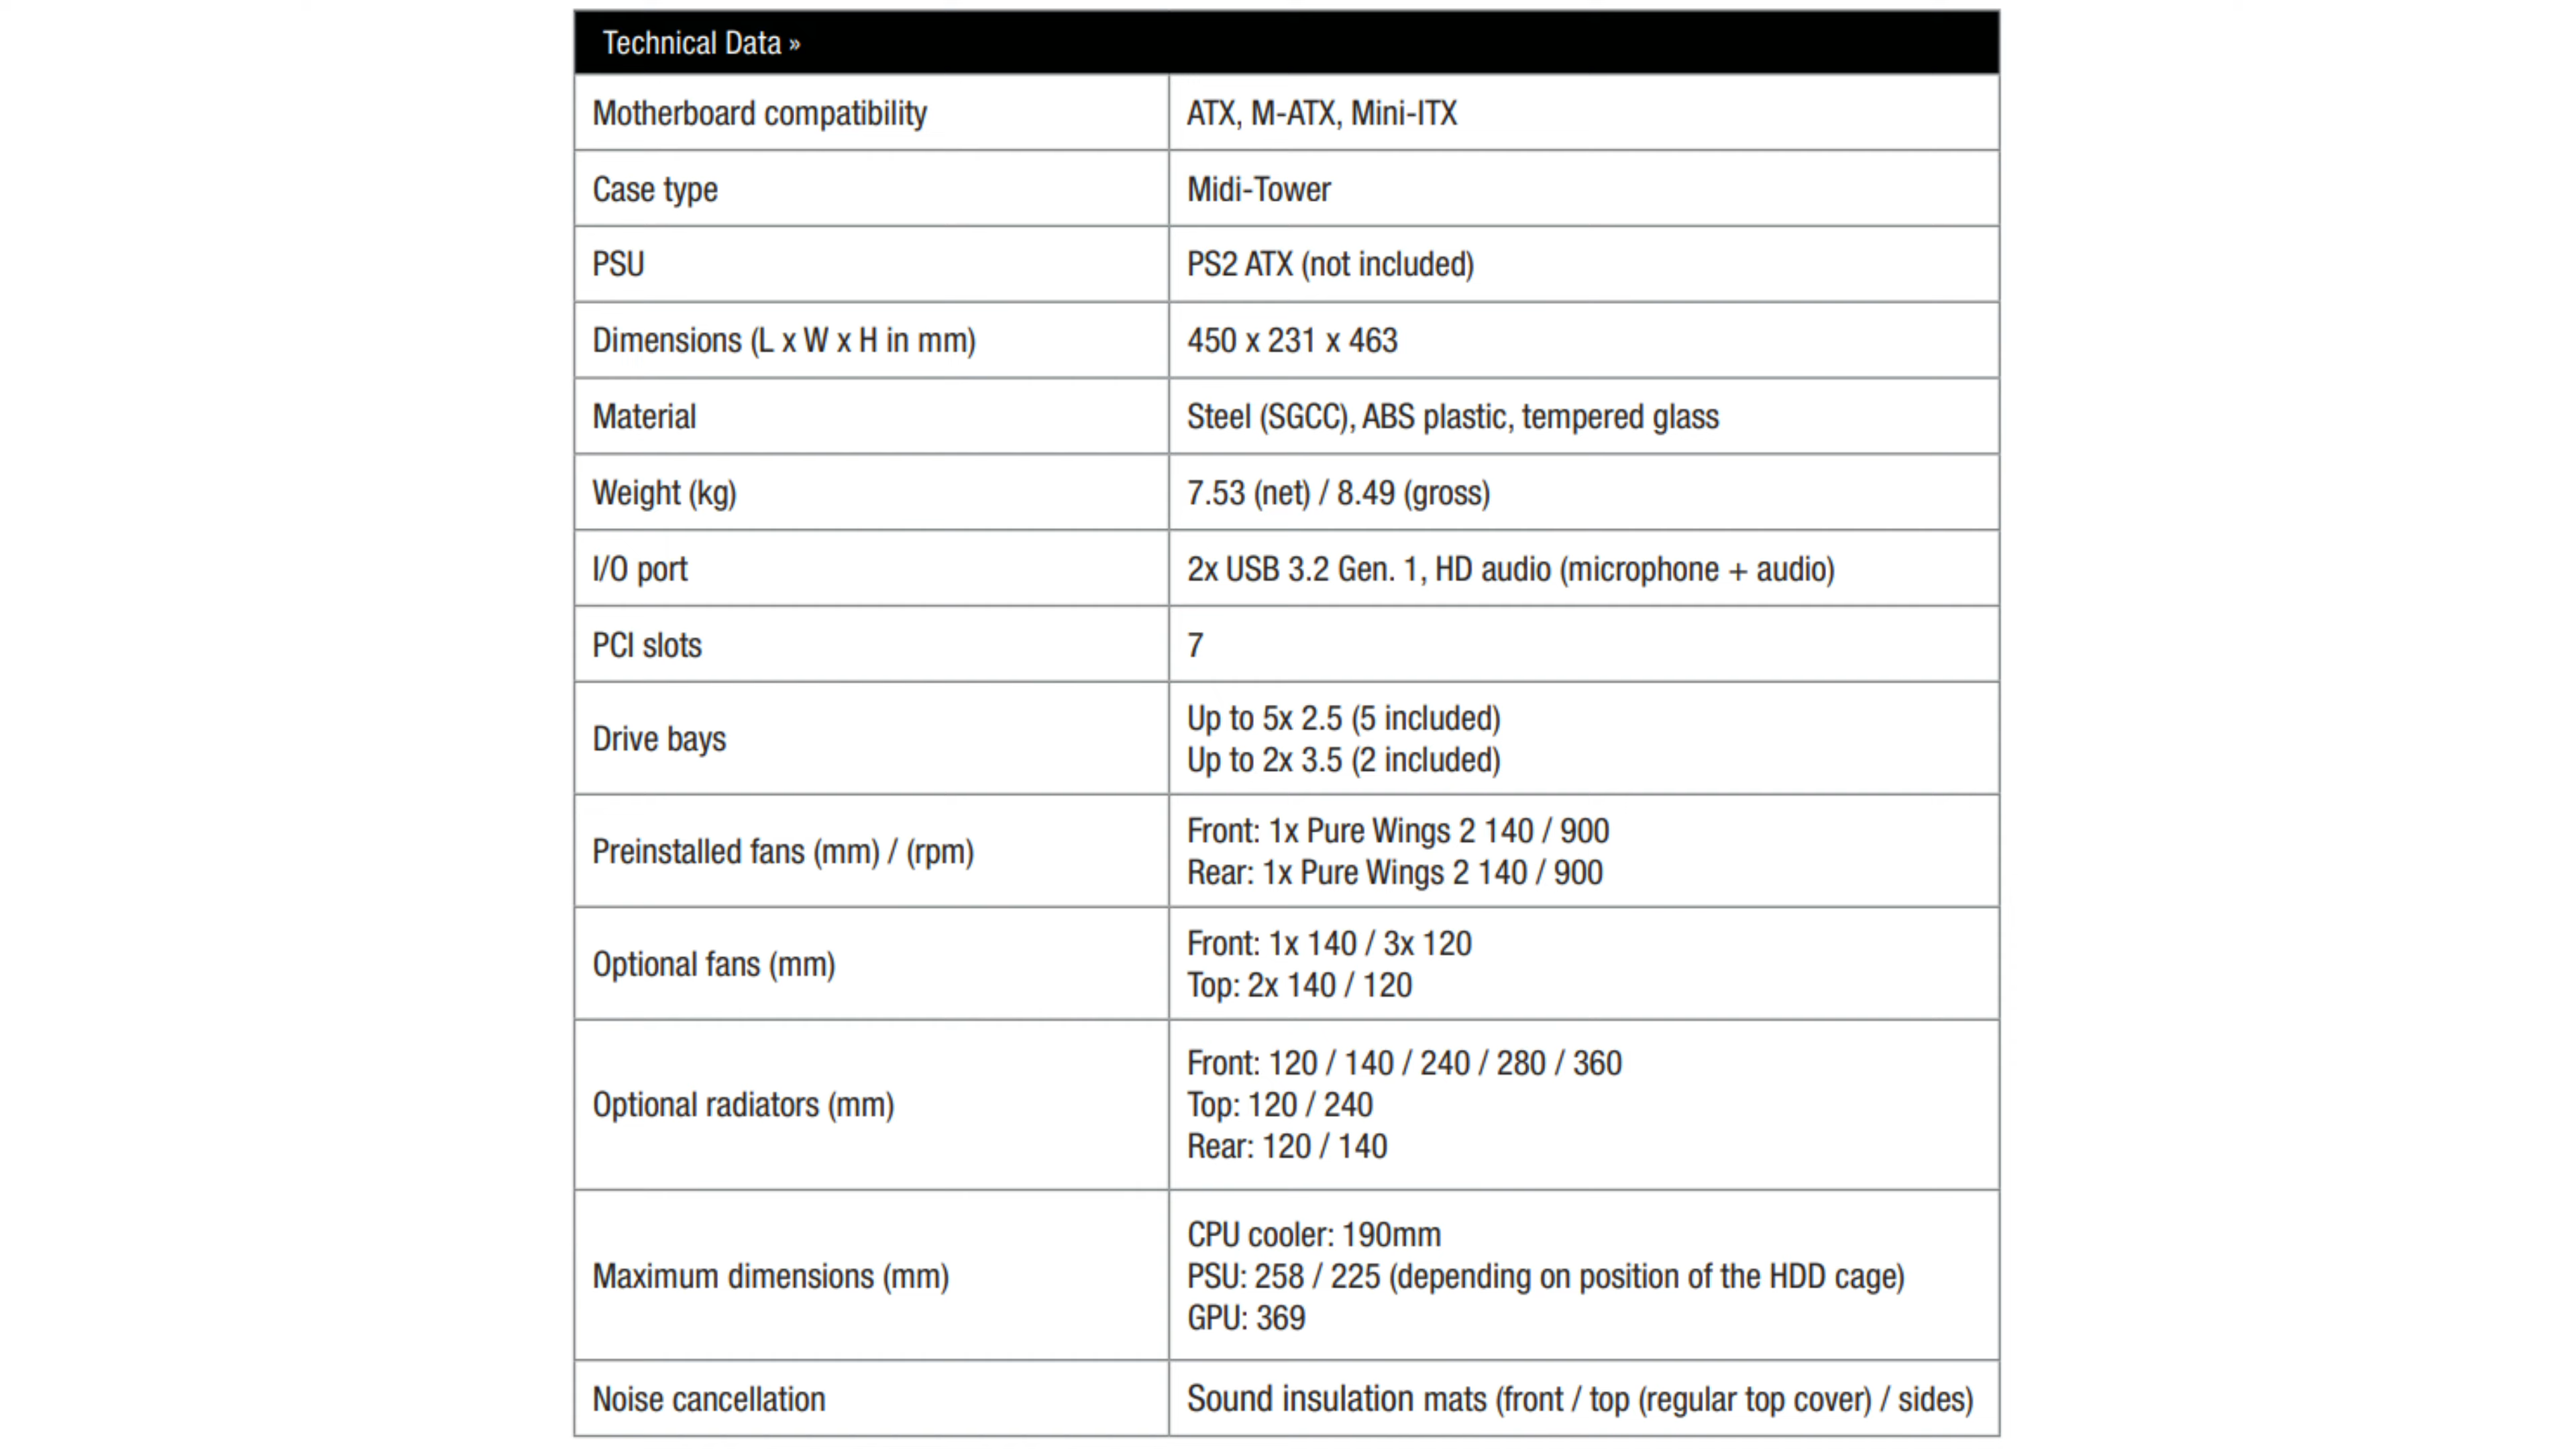 Technical Data »
Motherboard compatibility
ATX, M-ATX, Mini-ITX
Case type
Midi-Tower
PSU
PS2 ATX (not included)
Dimensions (L x W x H in mm)
450 x 231 x 463
Material
Steel (SGCC), ABS plastic, tempered glass
Weight (kg)
7.53 (net) / 8.49 (gross)
I/O port
2x USB 3.2 Gen. 1, HD audio (microphone + audio)
PCI slots
7
Drive bays
Up to 5x 2.5 (5 included)
Up to 2x 3.5 (2 included)
Preinstalled fans (mm) / (rpm)
Front: 1x Pure Wings 2 140 / 900
Rear: 1x Pure Wings 2 140 / 900
Optional fans (mm)
Front: 1x 140 / 3x 120
Top: 2x 140 / 120
Optional radiators (mm)
Front: 120 / 140 / 240 / 280 / 360
Top: 120 / 240
Rear: 120 / 140
Maximum dimensions (mm)
CPU cooler: 190mm
PSU: 258 / 225 (depending on position of the HDD cage)
GPU: 369
Noise cancellation
Sound insulation mats (front / top (regular top cover) / sides)